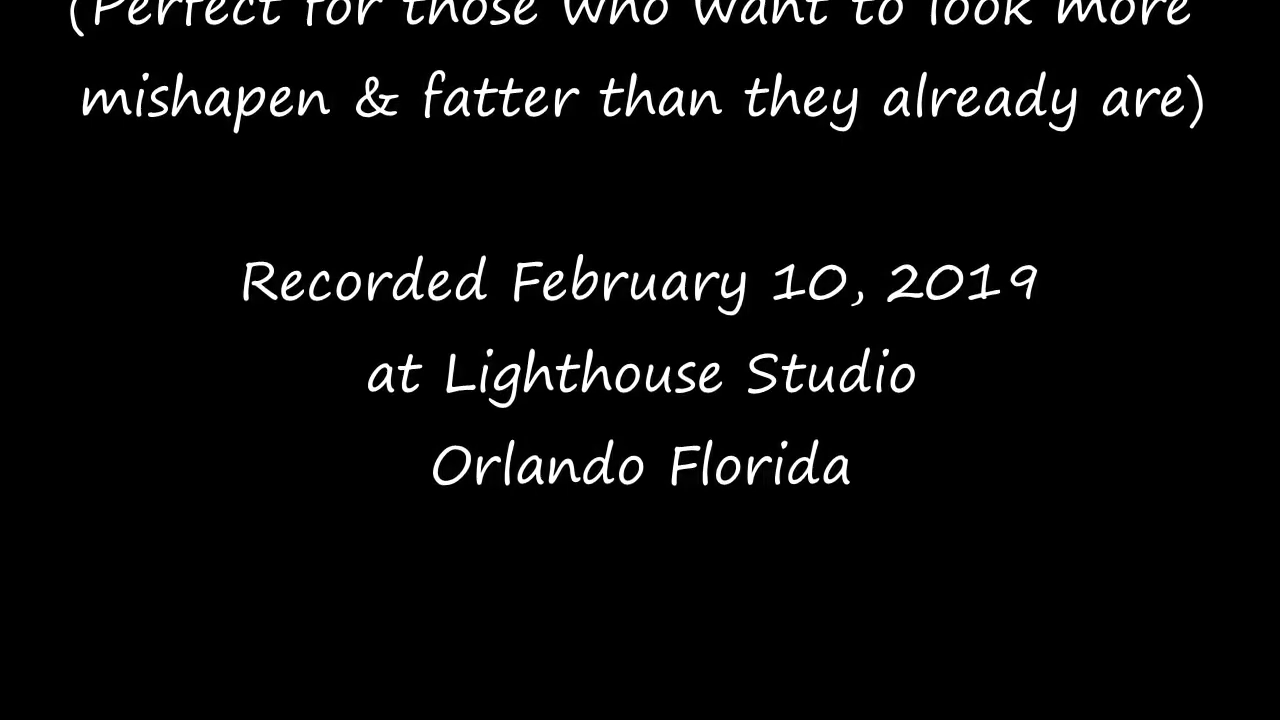 (Perfect for those who want to look more
mishapen & fatter than they already are)
Recorded February 10, 2019
at Lighthouse Studio
Orlando Florida